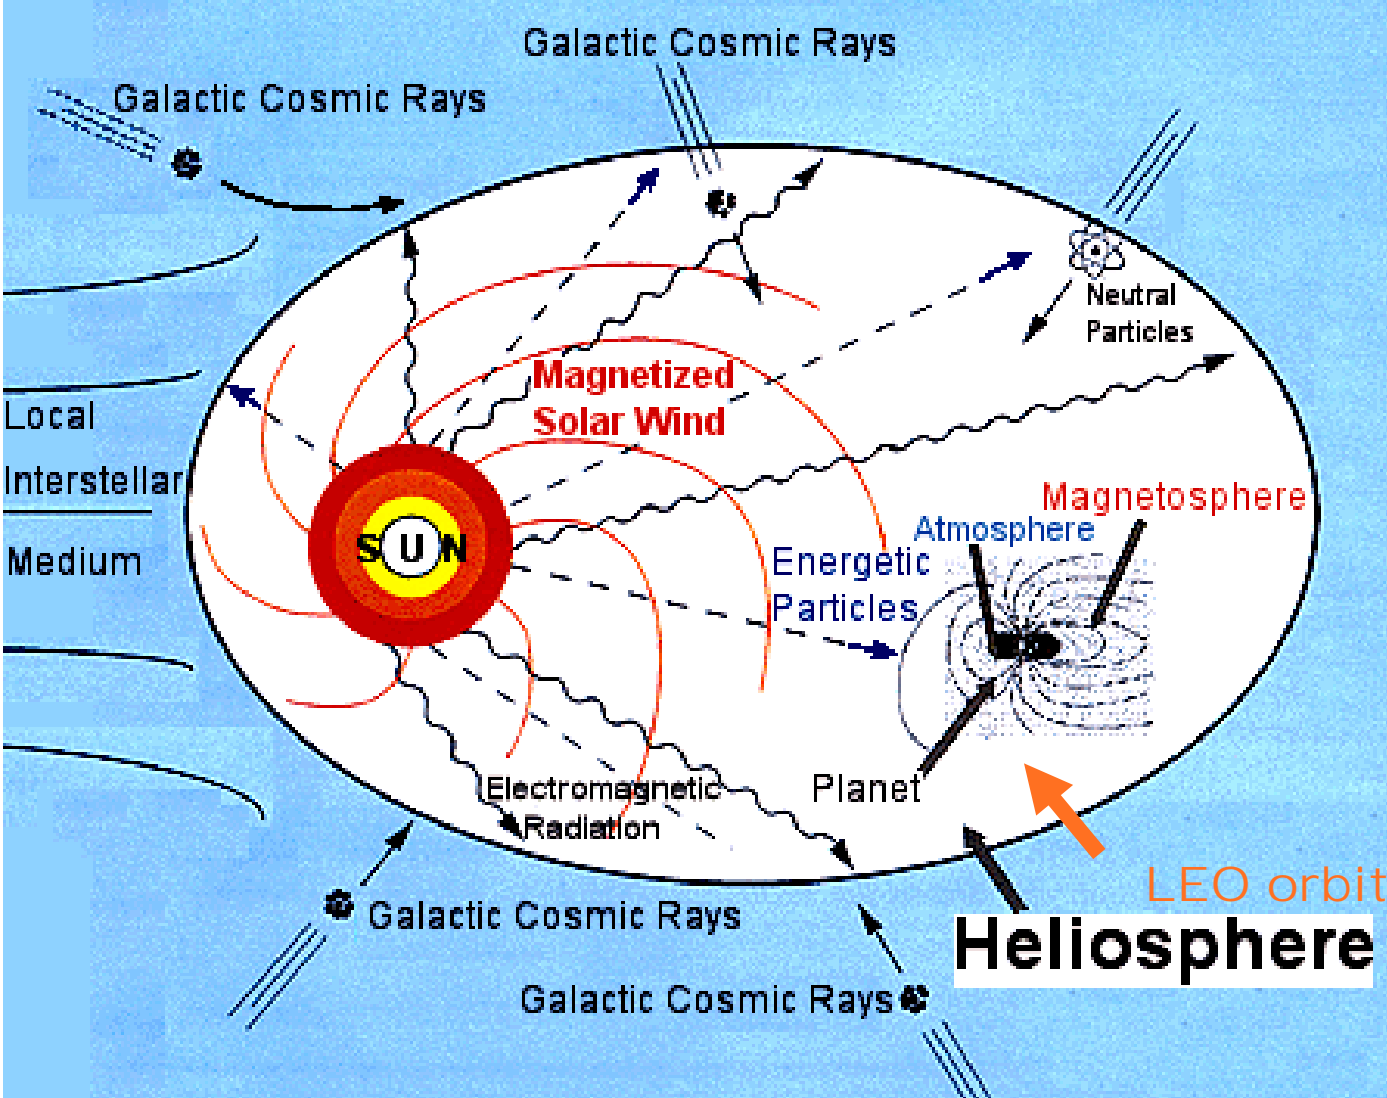 Galactic Cosmic Rays
Galactic Cosmic Rays
Neutral
Particles
Magnetized
Solar Wind
Local
Interstellar
Medium
SUN
Magnetosphere
Atmosphere
Energetic
Particles
Planet
Electromagnetic
Radiation
LEO orbit
Heliosphere
Galactic Cosmic Rays
Galactic Cosmic Rays